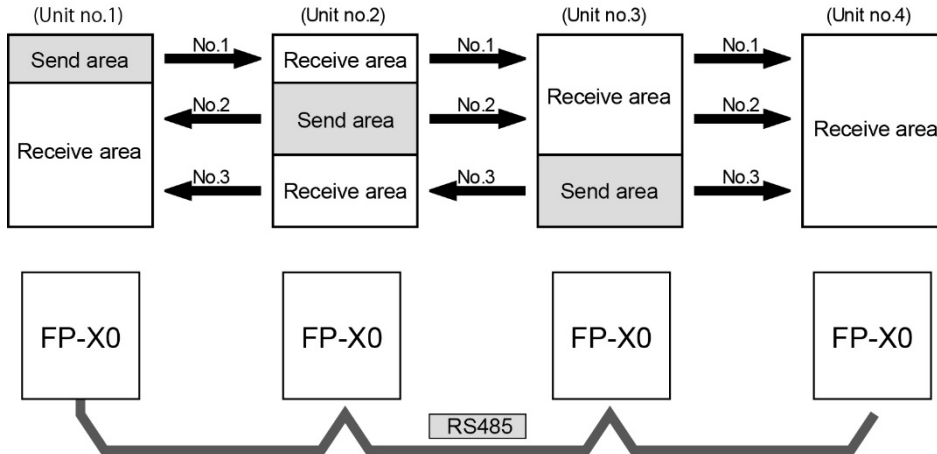 (Unit no.1)
(Unit no.2)
(Unit no.3)
(Unit no.4)
Send area
No.1
Receive area
No.1
No.1
Receive area
No.2
Send area
No.2
Receive area
No.2
Receive area
No.3
Receive area
No.3
Send area
No.3
Receive area
FP-X0
FP-X0
FP-X0
FP-X0
RS485